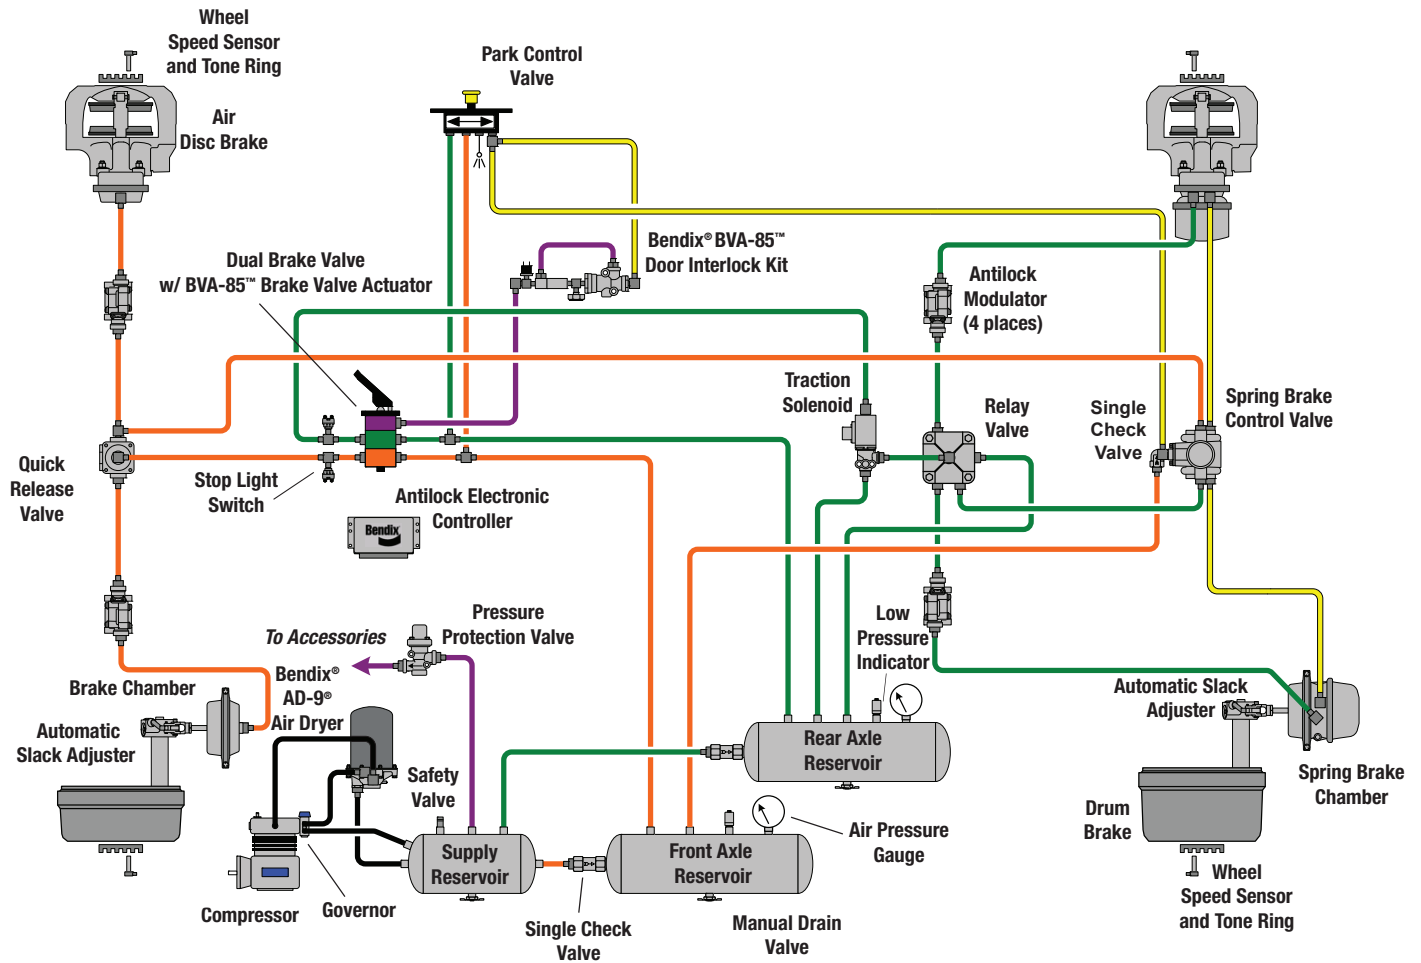 Wheel
Speed Sensor
and Tone Ring
Air
Disc Brake
Park Control
Valve
Dual Brake Valve
w/ BVA-85™ Brake Valve Actuator
Bendix® BVA-85™
Door Interlock Kit
Antilock
Modulator
(4 places)
Traction
Solenoid
Relay
Valve
Single
Check
Valve
Spring Brake
Control Valve
Quick
Release
Valve
Stop Light
Switch
Antilock Electronic
Controller
Bendix
To Accessories
Pressure
Protection Valve
Low
Pressure
Indicator
Bendix®
AD-9®
Air Dryer
Brake Chamber
Automatic
Slack Adjuster
Automatic Slack
Adjuster
Rear Axle
Reservoir
Safety
Valve
Spring Brake
Chamber
Drum
Brake
Air Pressure
Gauge
Supply
Reservoir
Front Axle
Reservoir
Compressor
Governor
Single Check
Valve
Manual Drain
Valve
Wheel
Speed Sensor
and Tone Ring